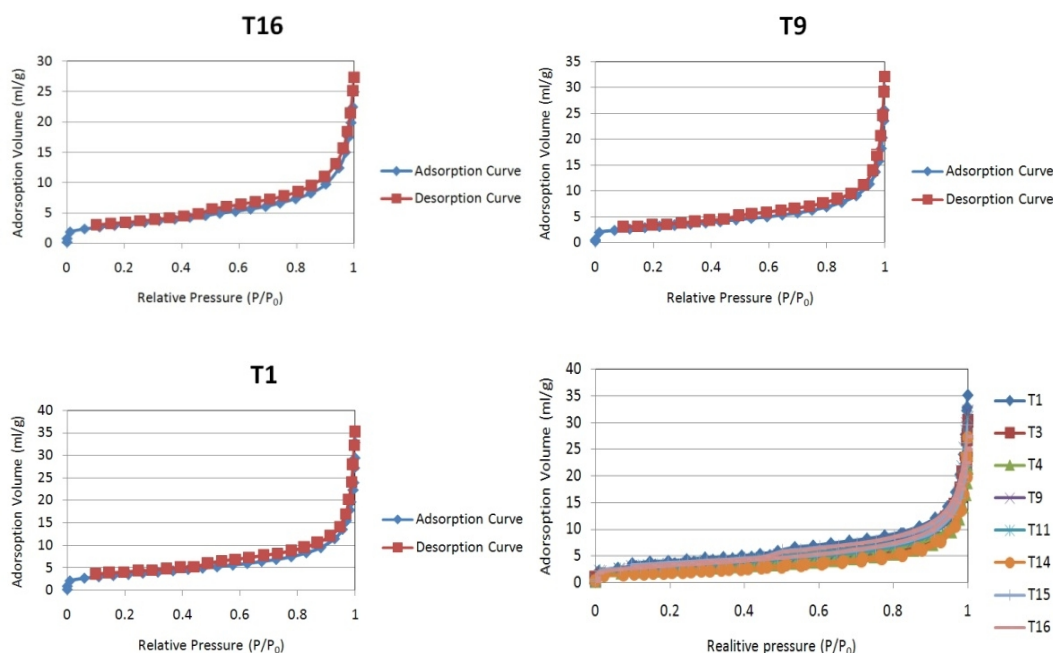 T16
Adorsoption Volume (ml/g)
30
25
20
15
10
5
0
0
0.2
0.4
0.6
0.8
1
Relative Pressure (P/P₀)
Adsorption Curve
Desorption Curve
T9
Adorsoption Volume (ml/g)
35
30
25
20
15
10
5
0
0
0.2
0.4
0.6
0.8
1
Relative Pressure (P/P₀)
Adsorption Curve
Desorption Curve
T1
Adorsoption Volume (ml/g)
40
35
30
25
20
15
10
5
0
0
0.2
0.4
0.6
0.8
1
Relative Pressure (P/P₀)
Adsorption Curve
Desorption Curve
Adorsoption Volume (ml/g)
40
35
30
25
20
15
10
5
0
0
0.2
0.4
0.6
0.8
1
Realitive pressure (P/P₀)
T1
T3
T4
T9
T11
T14
T15
T16